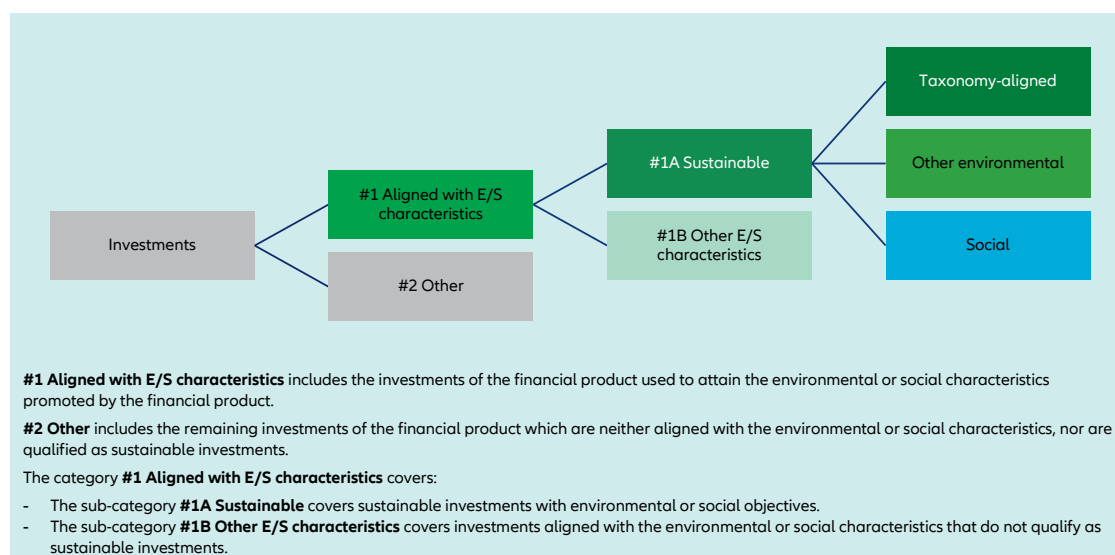 Taxonomy-aligned
#1A Sustainable
Other environmental
#1 Aligned with E/S
characteristics
#1B Other E/S
characteristics
Investments
Social
#2 Other
#1 Aligned with E/S characteristics includes the investments of the financial product used to attain the environmental or social characteristics
promoted by the financial product.
#2 Other includes the remaining investments of the financial product which are neither aligned with the environmental or social characteristics, nor are
qualified as sustainable investments.
The category #1 Aligned with E/S characteristics covers:
- The sub-category #1A Sustainable covers sustainable investments with environmental or social objectives.
- The sub-category #1B Other E/S characteristics covers investments aligned with the environmental or social characteristics that do not qualify as
sustainable investments.